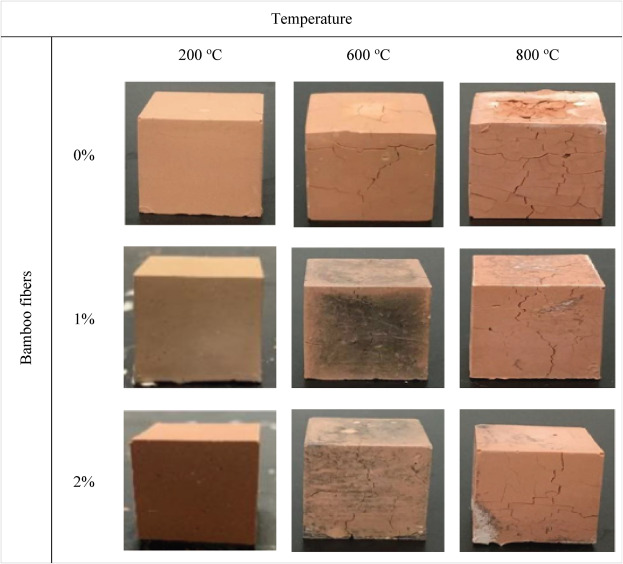 Temperature
200 ºC 600 ºC 800 ºC
Bamboo fibers
0%
1%
2%